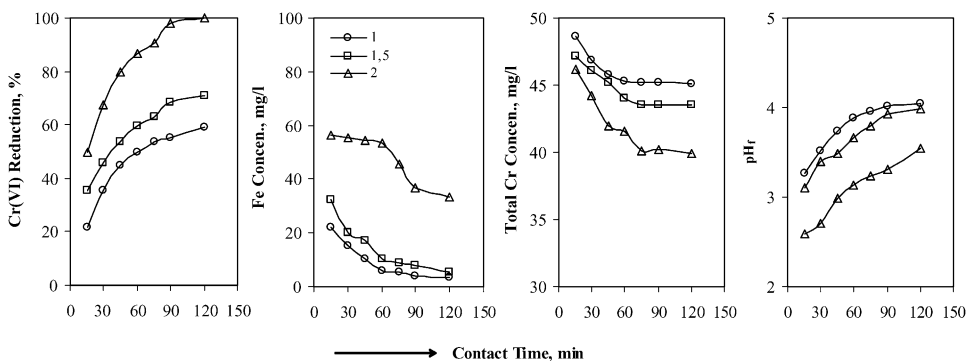 Cr(VI) Reduction, %
100
80
60
40
20
0
0 30 60 90 120 150
Fe Concen., mg/l
100
80
60
40
20
0
0 30 60 90 120 150
1
1,5
2
Total Cr Concen., mg/l
50
45
40
35
30
0 30 60 90 120 150
pHf
5
4
3
2
0 30 60 90 120 150
Contact Time, min